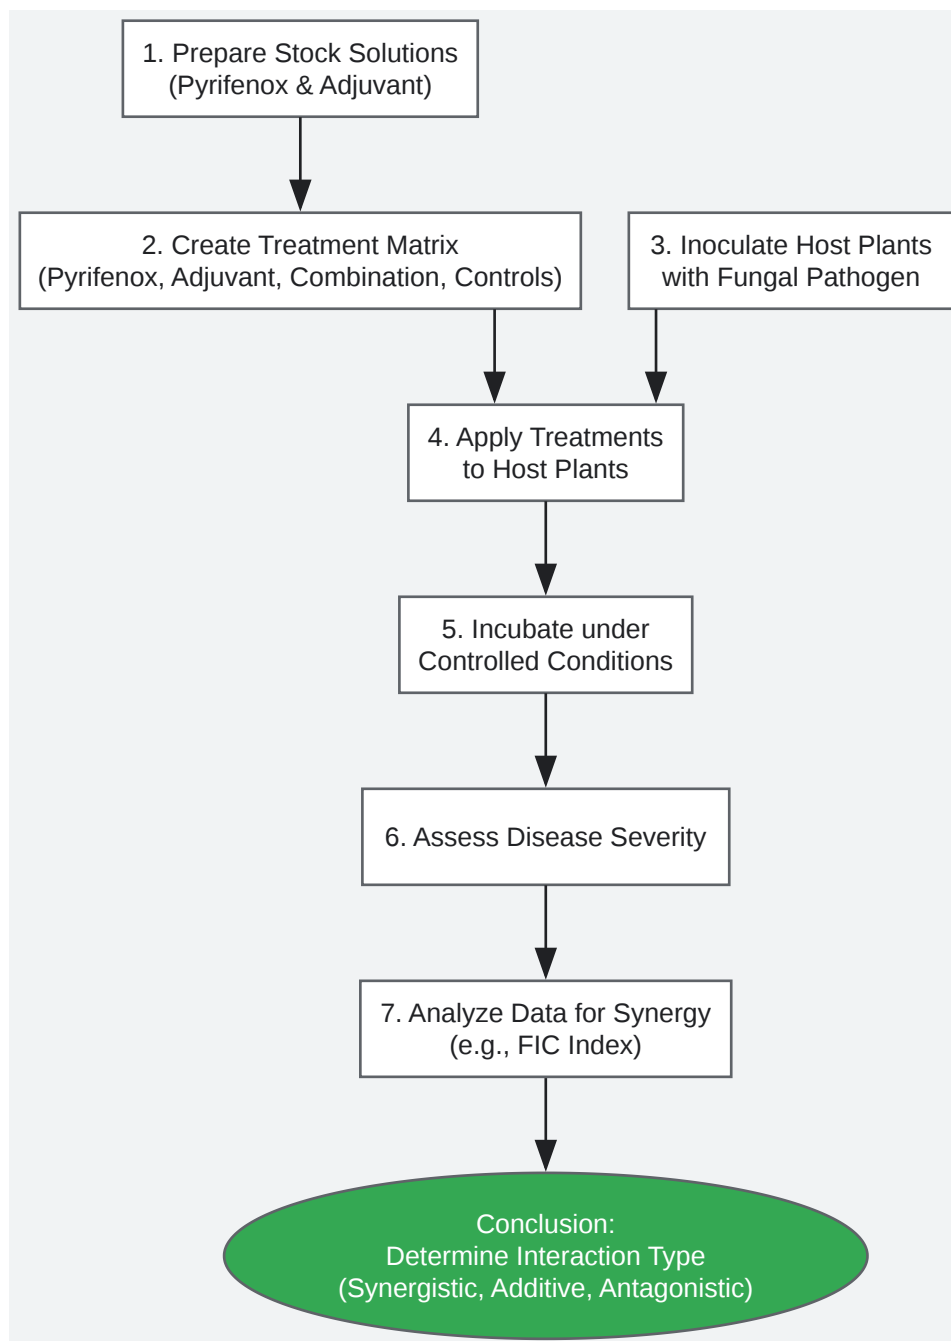 1. Prepare Stock Solutions
(Pyrifenox & Adjuvant)
2. Create Treatment Matrix
(Pyrifenox, Adjuvant, Combination, Controls)
3. Inoculate Host Plants
with Fungal Pathogen
4. Apply Treatments
to Host Plants
5. Incubate under
Controlled Conditions
6. Assess Disease Severity
7. Analyze Data for Synergy
(e.g., FIC Index)
Conclusion:
Determine Interaction Type
(Synergistic, Additive, Antagonistic)